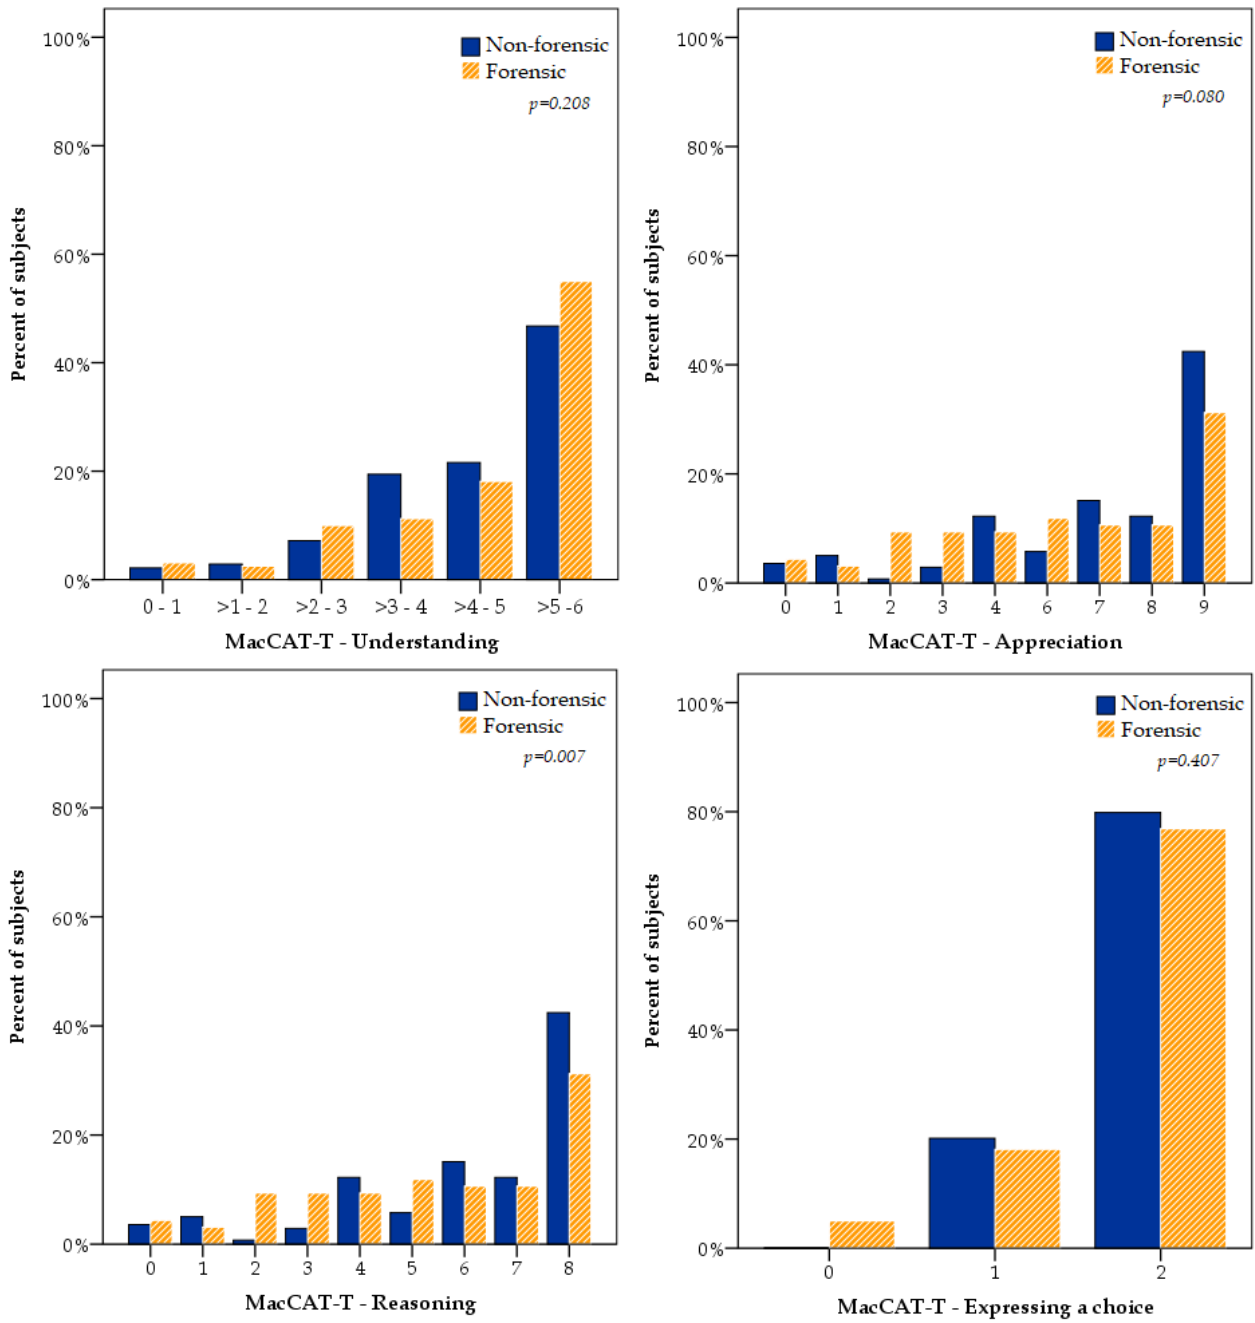 100%
80%
60%
40%
20%
0%
Percent of subjects
Non-forensic
Forensic
p=0.208
0 - 1 >1 - 2 >2 - 3 >3 - 4 >4 - 5 >5 -6
MacCAT-T - Understanding
100%
80%
60%
40%
20%
0%
Percent of subjects
Non-forensic
Forensic
p=0.080
0 1 2 3 4 6 7 8 9
MacCAT-T - Appreciation
100%
80%
60%
40%
20%
0%
Percent of subjects
Non-forensic
Forensic
p=0.007
0 1 2 3 4 5 6 7 8
MacCAT-T - Reasoning
100%
80%
60%
40%
20%
0%
Percent of subjects
Non-forensic
Forensic
p=0.407
0 1 2
MacCAT-T - Expressing a choice